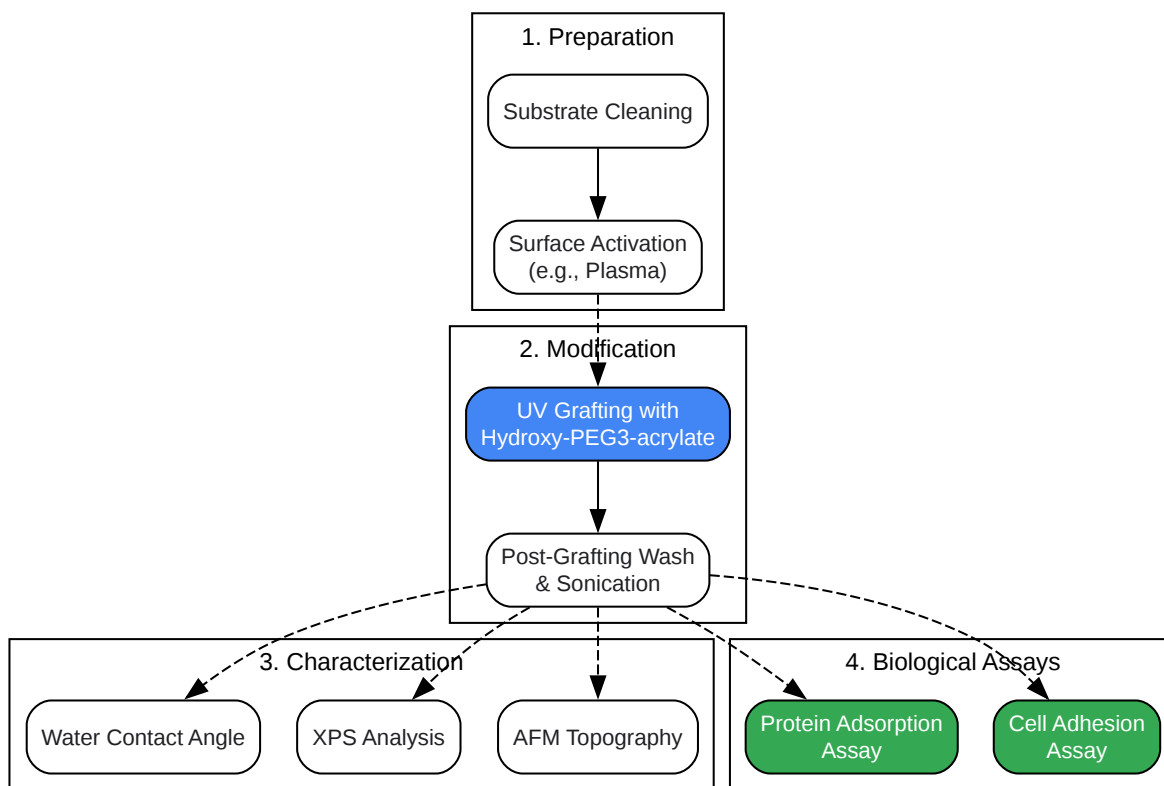 1. Preparation
Substrate Cleaning
Surface Activation
(e.g., Plasma)
2. Modification
UV Grafting with
Hydroxy-PEG3-acrylate
Post-Grafting Wash
& Sonication
3. Characterization
Water Contact Angle
XPS Analysis
AFM Topography
4. Biological Assays
Protein Adsorption
Assay
Cell Adhesion
Assay